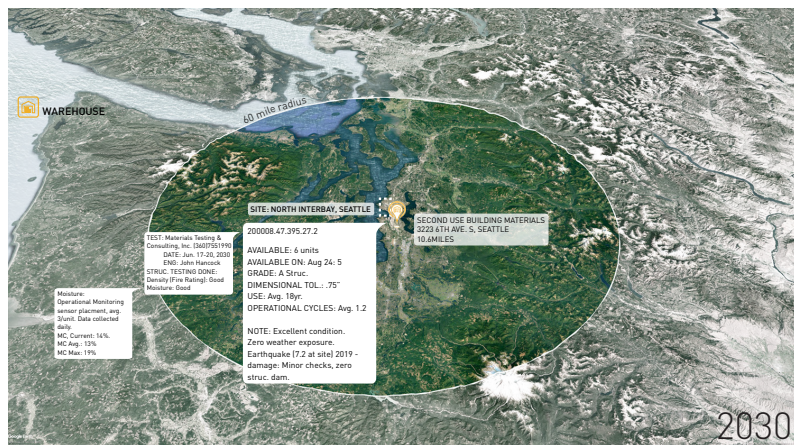 WAREHOUSE
60 mile radius
SITE: NORTH INTERBAY, SEATTLE
SECOND USE BUILDING MATERIALS
3223 6TH AVE. S, SEATTLE
10.6MILES
200008.47.395.27.2
AVAILABLE: 6 units
AVAILABLE ON: Aug 24: 5
GRADE: A Struc.
DIMENSIONAL TOL.: .75"
USE: Avg. 18yr.
OPERATIONAL CYCLES: Avg. 1.2
NOTE: Excellent condition.
Zero weather exposure.
Earthquake (7.2 at site) 2019 -
damage: Minor checks, zero
struc. dam.
TEST: Materials Testing &
Consulting, Inc. (360)7551990
DATE: Jun. 17-20, 2030
ENG: John Hancock
STRUC. TESTING DONE:
Density (Fire Rating): Good
Moisture: Good
Moisture:
Operational Monitoring
sensor placment, avg.
3/unit. Data collected
daily.
MC, Current: 14%.
MC Avg.: 13%
MC Max: 19%
2030